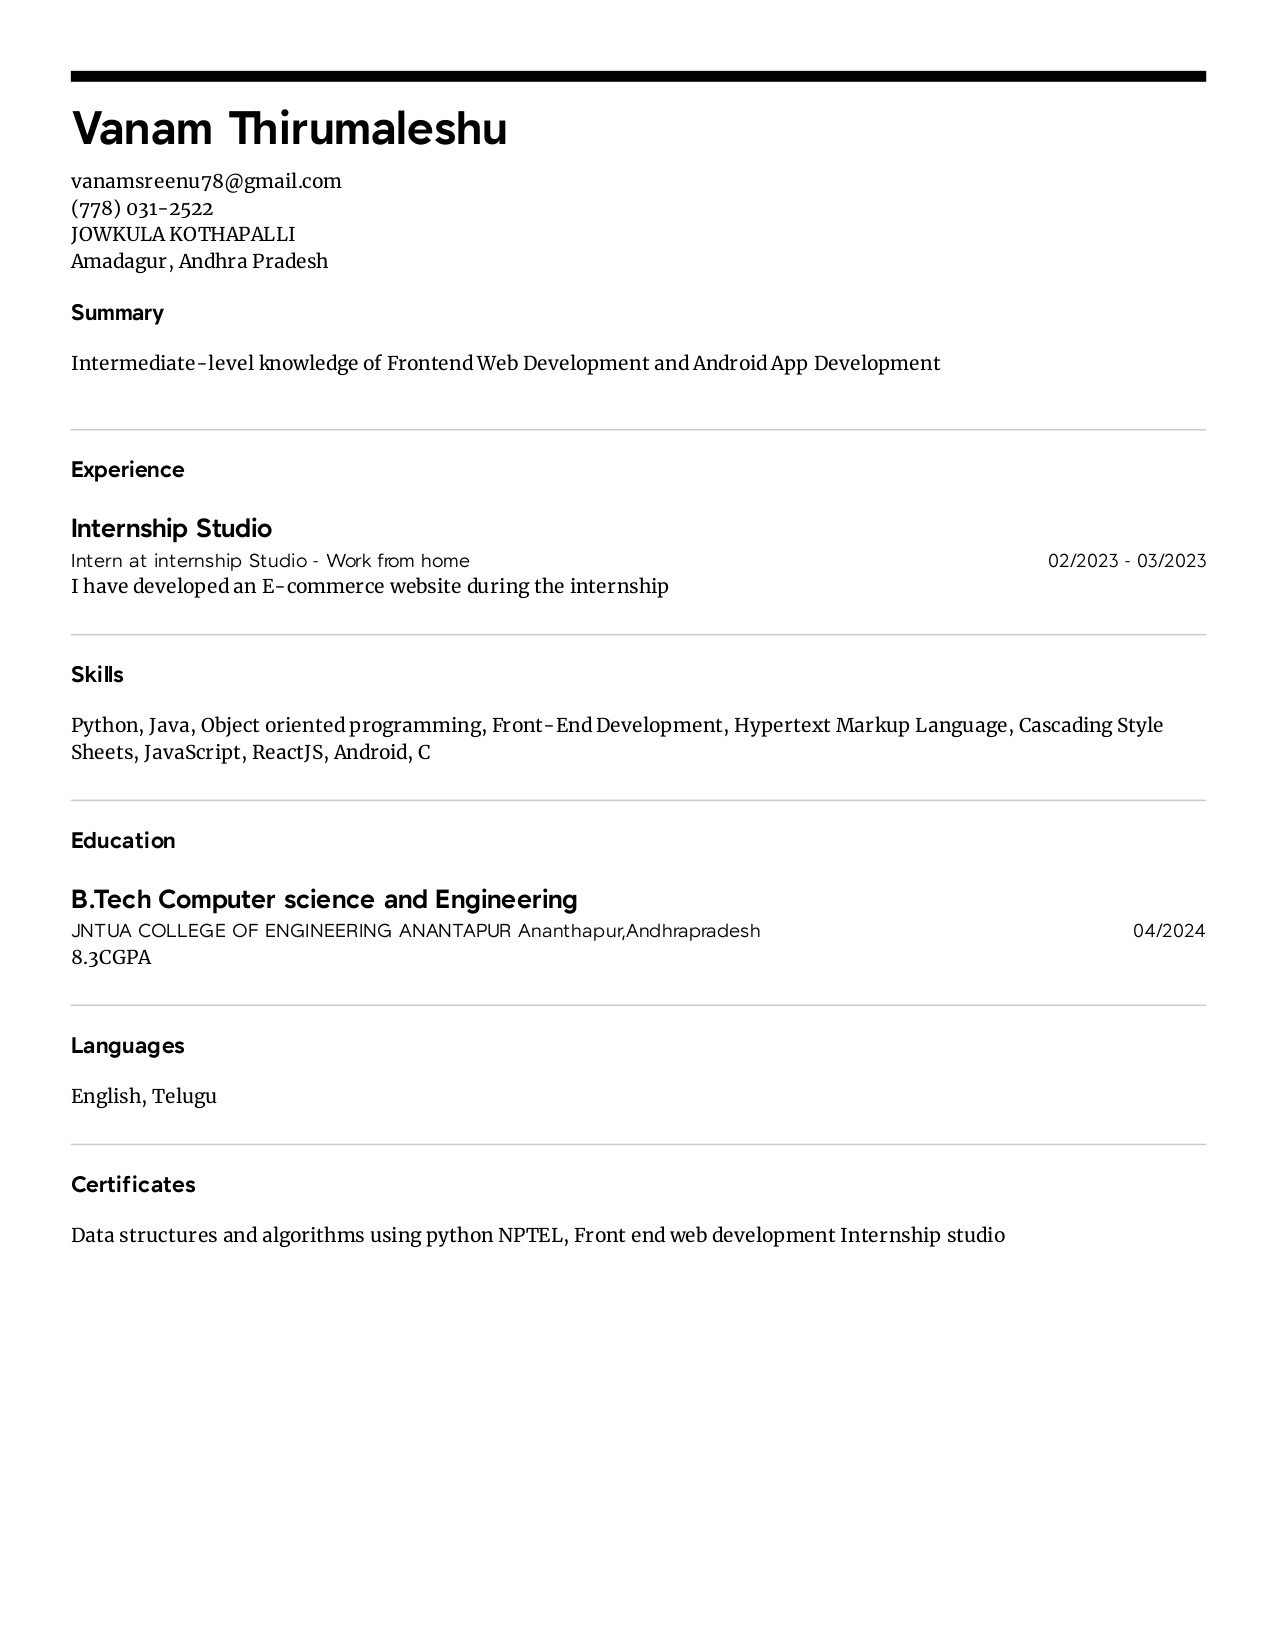 Vanam Thirumaleshu
vanamsreenu78@gmail.com
(778) 031-2522
JOWKULA KOTHAPALLI
Amadagur, Andhra Pradesh
Summary
Intermediate-level knowledge of Frontend Web Development and Android App Development
Experience
Internship Studio
Intern at internship Studio - Work from home 02/2023 - 03/2023
I have developed an E-commerce website during the internship
Skills
Python, Java, Object oriented programming, Front-End Development, Hypertext Markup Language, Cascading Style
Sheets, JavaScript, ReactJS, Android, C
Education
B.Tech Computer science and Engineering
JNTUA COLLEGE OF ENGINEERING ANANTAPUR Ananthapur,Andhrapradesh 04/2024
8.3CGPA
Languages
English, Telugu
Certificates
Data structures and algorithms using python NPTEL, Front end web development Internship studio